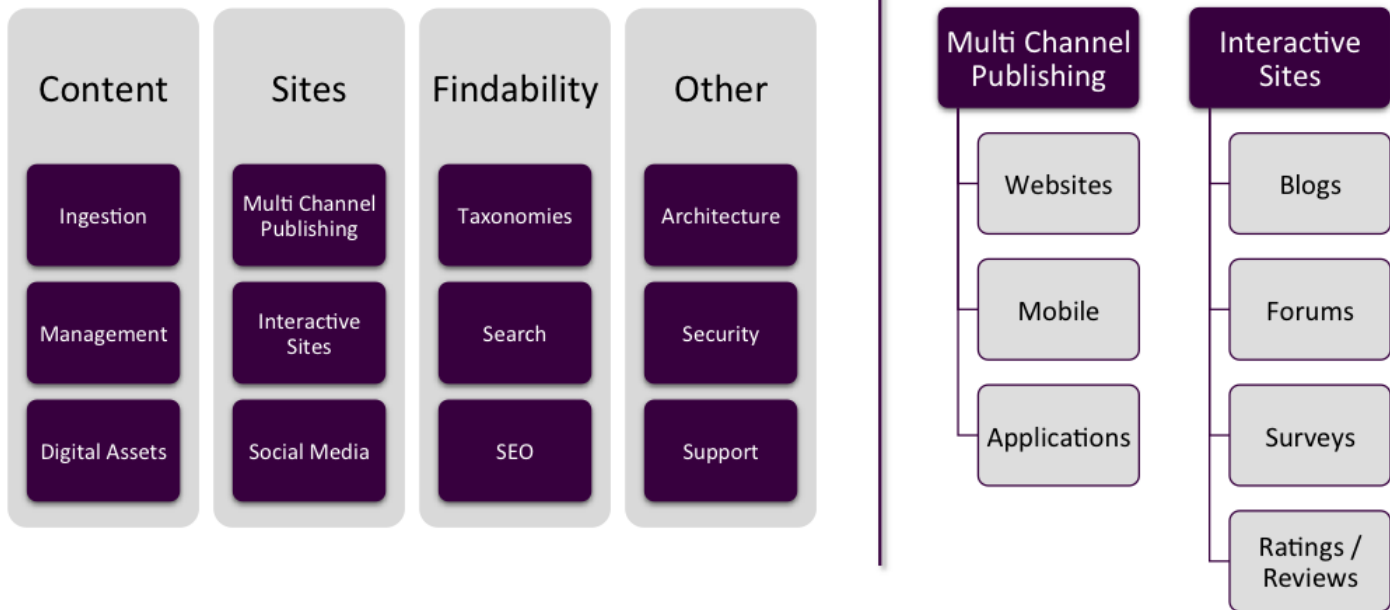 Content
Ingestion
Management
Digital Assets
Sites
Multi Channel
Publishing
Interactive
Sites
Social Media
Findability
Taxonomies
Search
SEO
Other
Architecture
Security
Support
Multi Channel
Publishing
Websites
Mobile
Applications
Interactive
Sites
Blogs
Forums
Surveys
Ratings /
Reviews